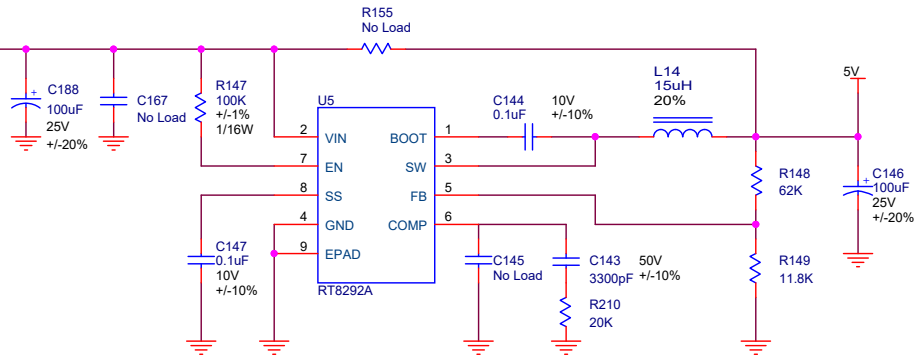 R155
No Load
C188
100uF
25V
+/-20%
C167
No Load
R147
100K
+/-1%
1/16W
U5
2 VIN
7 EN
8 SS
4 GND
9 EPAD
BOOT 1
SW 3
FB 5
COMP 6
RT8292A
C147
0.1uF
10V
+/-10%
C144
0.1uF
10V
+/-10%
L14
15uH
20%
5V
R148
62K
C146
100uF
25V
+/-20%
R149
11.8K
C145
No Load
C143
3300pF
50V
+/-10%
R210
20K
+
+